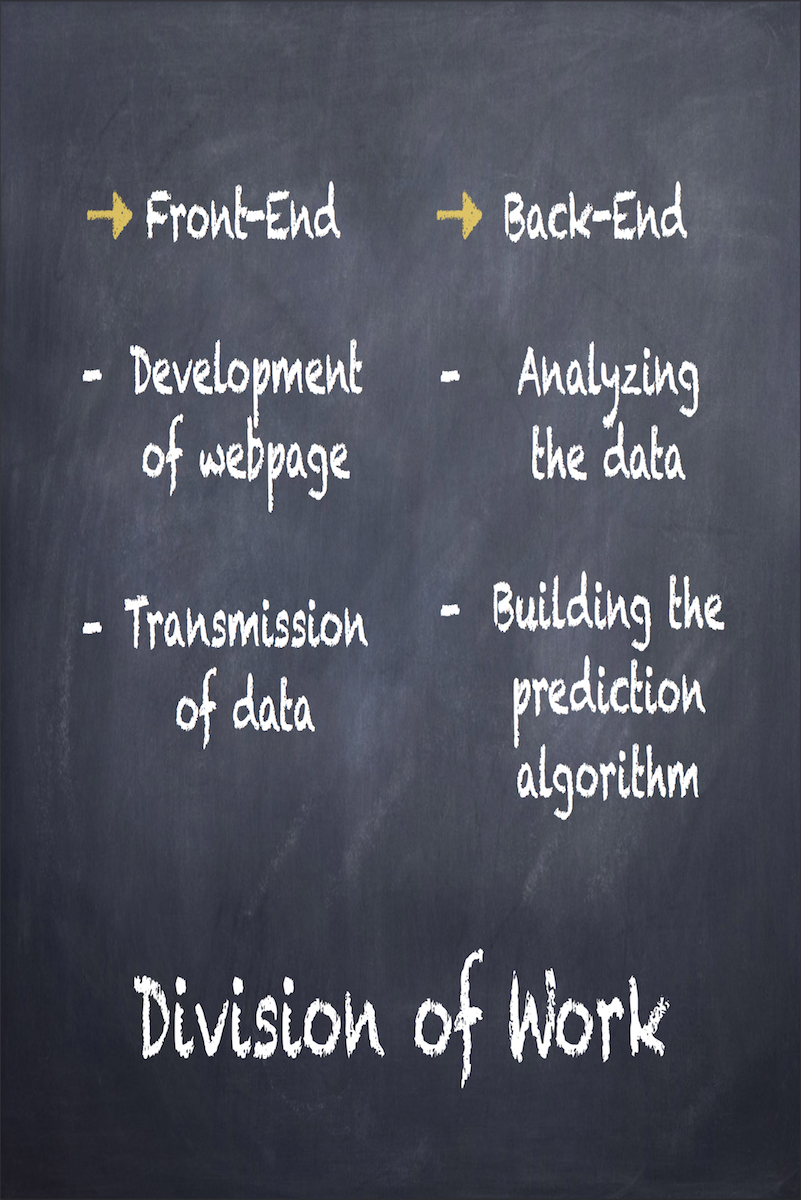 → Front-End
- Development
of webpage
- Transmission
of data
→ Back-End
- Analyzing
the data
- Building the
prediction
algorithm
Division of Work